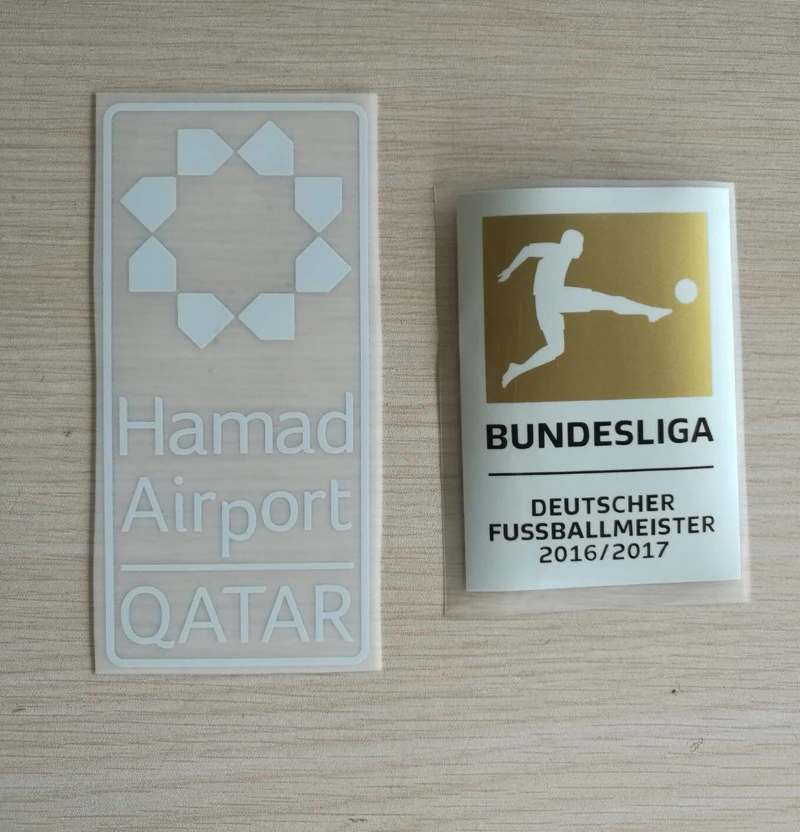 Hamad
Airport
QATAR
BUNDESLIGA
DEUTSCHER
FUSSBALLMEISTER
2016/2017